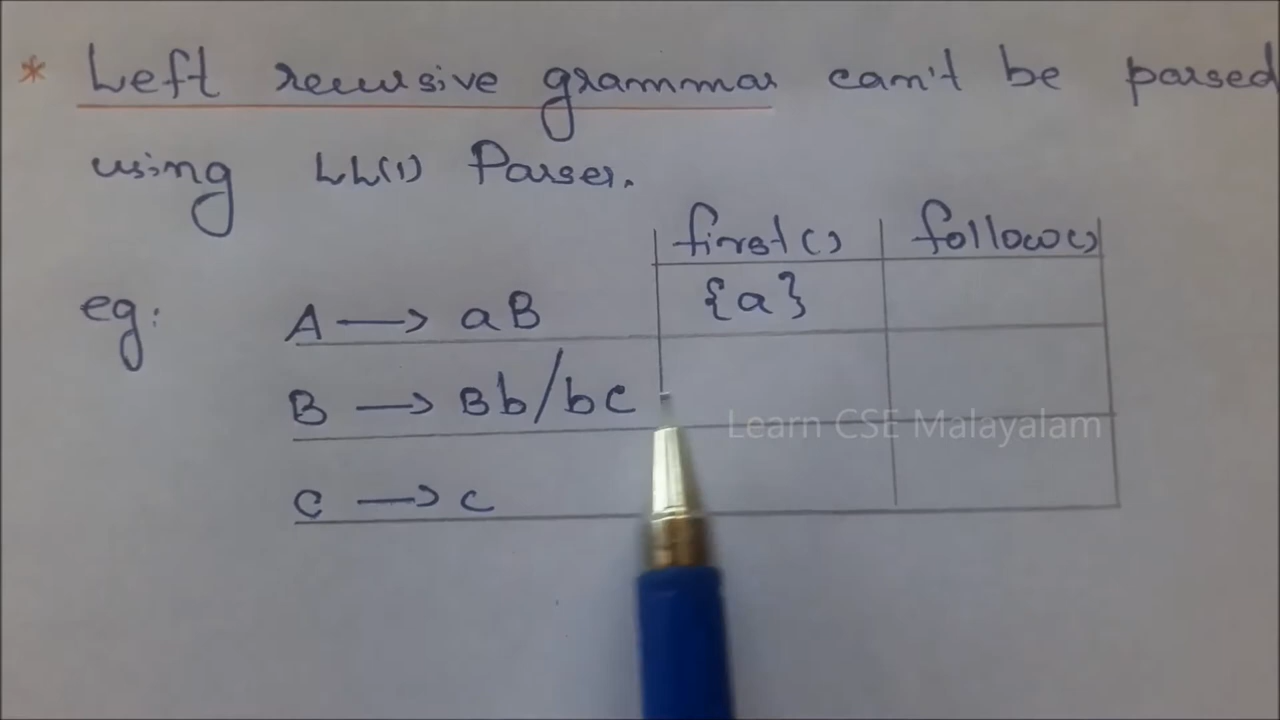 * Left recursive grammar can't be parsed
using LL(1) Parser.
first() follow()
eg: A → aB {a}
B → Bb/bC
C → c
Learn CSE Malayalam